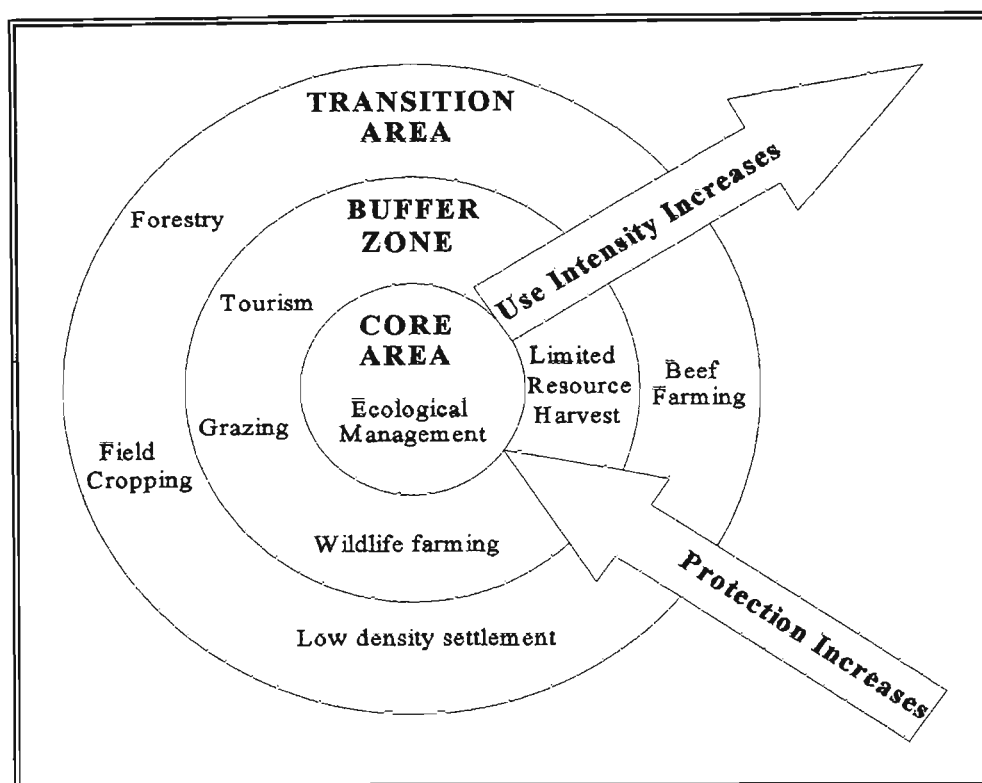 TRANSITION
AREA
Forestry
BUFFER
ZONE
Use Intensity Increases
Tourism
CORE
AREA
Limited
Resource
Harvest
Beef
Farming
Ecological
Management
Grazing
Field
Cropping
Wildlife farming
Protection Increases
Low density settlement